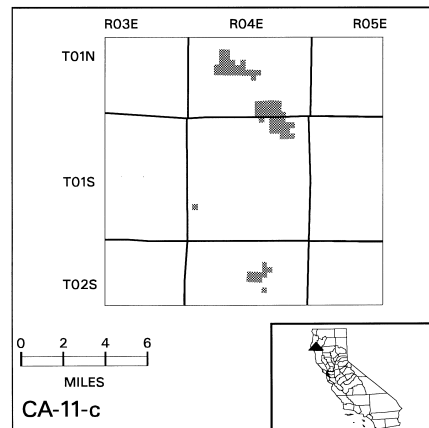 R03E R04E R05E
T01N
T01S
T02S
0 2 4 6
MILES
CA-11-c